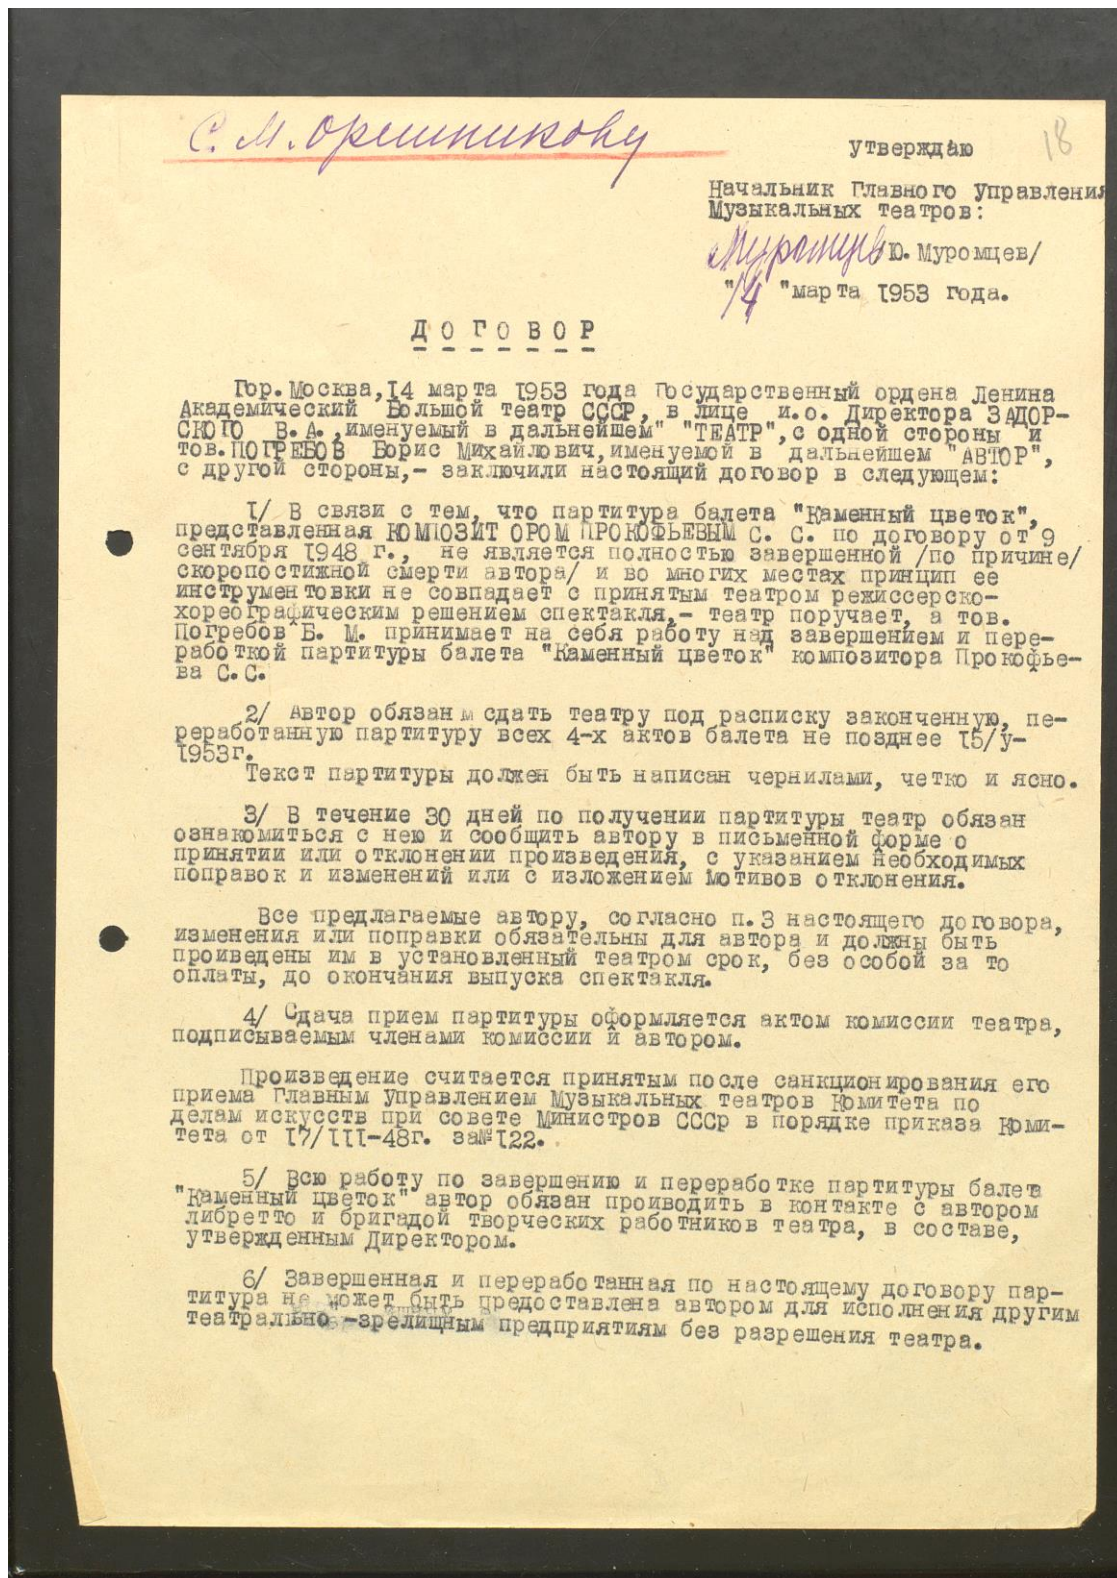 С. М. Орешникову
18
утверждаю
Начальник Главного Управления
Музыкальных театров:
Муромцев /Ю. Муромцев/
"14 "марта 1953 года.
ДОГОВОР
Гор. Москва, 14 марта 1953 года Государственный ордена Ленина
Академический Большой театр СССР, в лице и.о. Директора ЗАДОР-
СКОГО В.А., именуемый в дальнейшем" "ТЕАТР", с одной стороны и
тов. ПОГРЕБОВ Борис Михайлович, именуемой в дальнейшем "АВТОР",
с другой стороны,- заключили настоящий договор в следующем:
1/ В связи с тем, что партитура балета "Каменный цветок",
представленная КОМПОЗИТ ОРОМ ПРОКОФЬЕВЫМ С. С. по договору от 9
сентября 1948 г., не является полностью завершенной /по причине/
скоропостижной смерти автора/ и во многих местах принцип ее
инструментовки не совпадает с принятым театром режиссерско-
хореографическим решением спектакля,- театр поручает, а тов.
Погребов Б. М. принимает на себя работу над завершением и пере-
работкой партитуры балета "Каменный цветок" композитора Прокофье-
ва С.С.
2/ Автор обязан м сдать театру под расписку законченную, пе-
реработанную партитуру всех 4-х актов балета не позднее 15/у-
1953г.
Текст партитуры должен быть написан чернилами, четко и ясно.
3/ В течение 30 дней по получении партитуры театр обязан
ознакомиться с нею и сообщить автору в письменной форме о
принятии или отклонении произведения, с указанием необходимых
поправок и изменений или с изложением мотивов отклонения.
Все предлагаемые автору, согласно п.3 настоящего договора,
изменения или поправки обязательны для автора и должны быть
проиведены им в установленный театром срок, без особой за то
оплаты, до окончания выпуска спектакля.
4/ Сдача прием партитуры оформляется актом комиссии театра,
подписываемым членами комиссии и автором.
Произведение считается принятым после санкционирования его
приема Главным Управлением Музыкальных театров Комитета по
делам искусств при совете Министров СССр в порядке приказа Коми-
тета от 17/III-48г. за№122.
5/ Всю работу по завершению и переработке партитуры балета
"Каменный цветок" автор обязан проиводить в контакте с автором
либретто и бригадой творческих работников театра, в составе,
утвержденным Директором.
6/ Завершенная и переработанная по настоящему договору пар-
титура не может быть предоставлена автором для исполнения другим
театрально"-зрелищным предприятиям без разрешения театра.